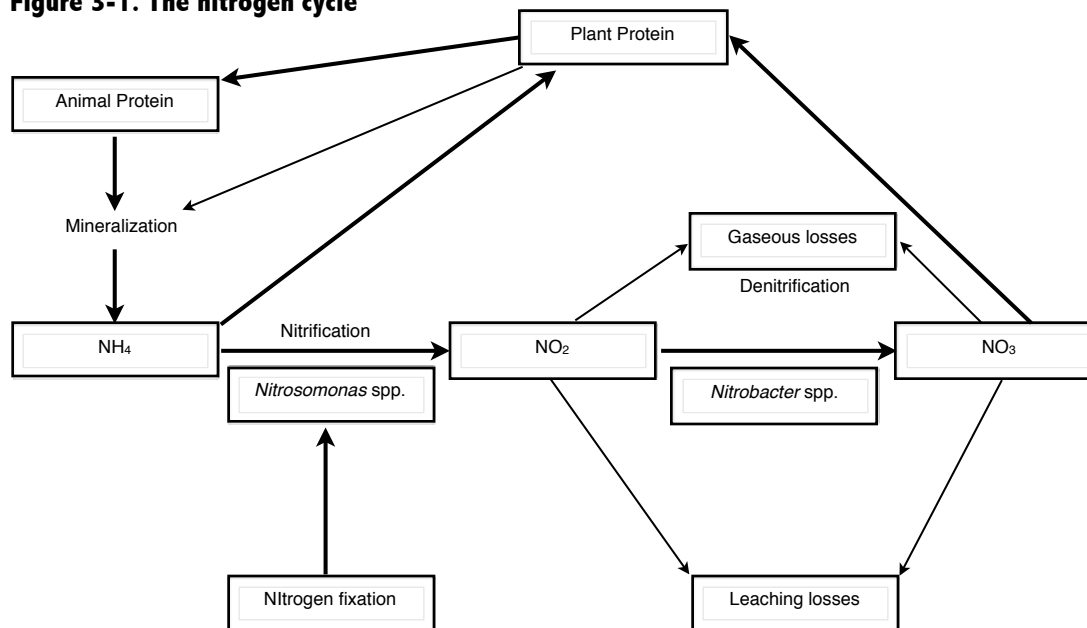 Figure 3-1. The nitrogen cycle
Plant Protein
Animal Protein
Mineralization
Gaseous losses
Denitrification
NH₄
Nitrification
NO₂
NO₃
Nitrosomonas spp.
Nitrobacter spp.
NItrogen fixation
Leaching losses